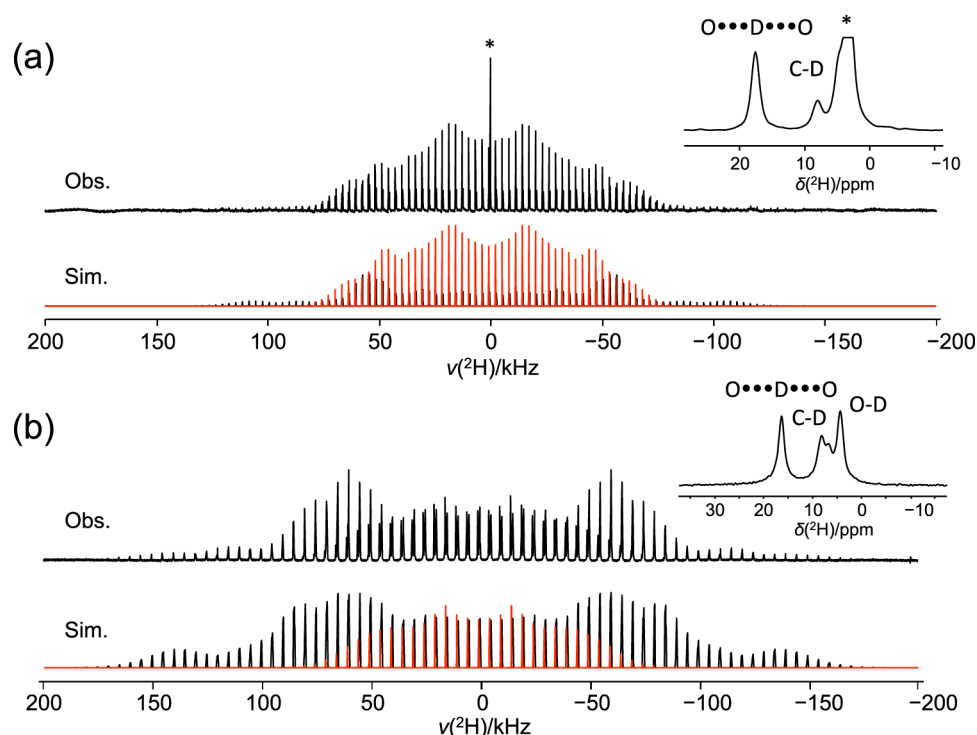 (a)
*
O•••D•••O
*
C-D
20 10 0 −10
δ(²H)/ppm
Obs.
Sim.
200 150 100 50 0 −50 −100 −150 −200
ν(²H)/kHz
(b)
O•••D•••O
O-D
C-D
30 20 10 0 −10
δ(²H)/ppm
Obs.
Sim.
200 150 100 50 0 −50 −100 −150 −200
ν(²H)/kHz